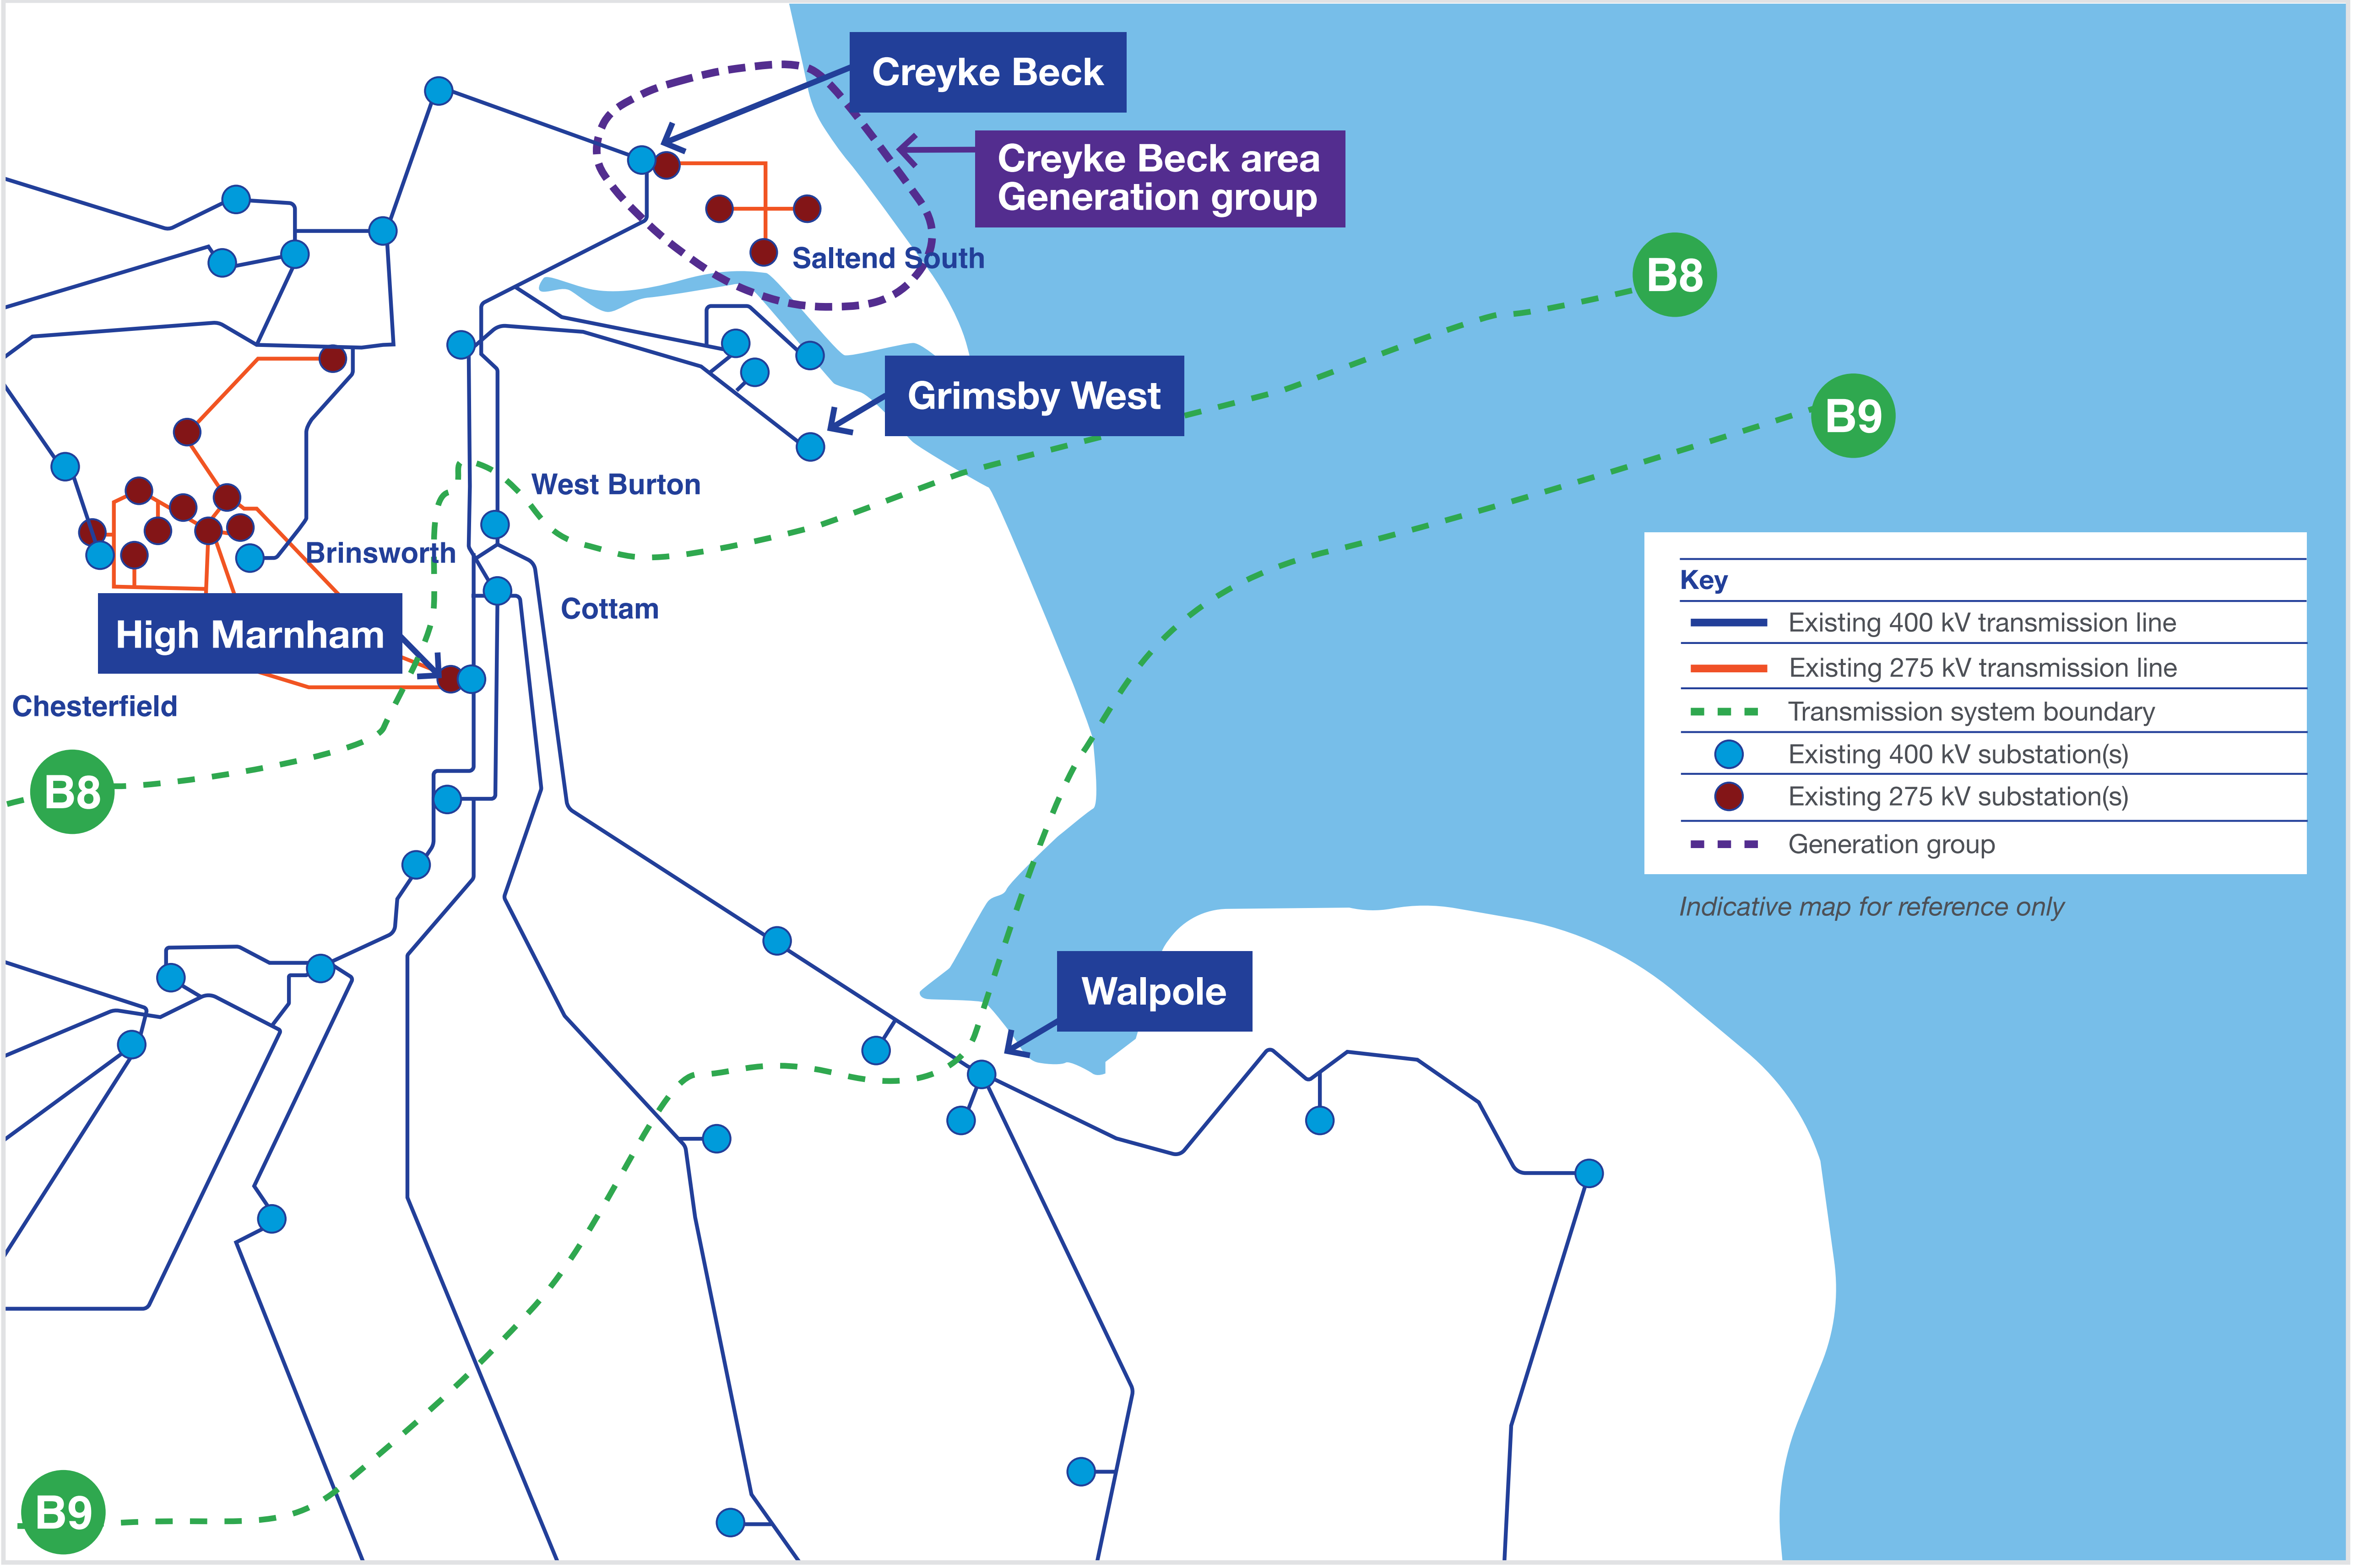 Creyke Beck
Creyke Beck area
Generation group
Saltend South
B8
Grimsby West
B9
West Burton
Brinsworth
Cottam
High Marnham
Chesterfield
B8
Key
Existing 400 kV transmission line
Existing 275 kV transmission line
Transmission system boundary
Existing 400 kV substation(s)
Existing 275 kV substation(s)
Generation group
Indicative map for reference only
Walpole
B9